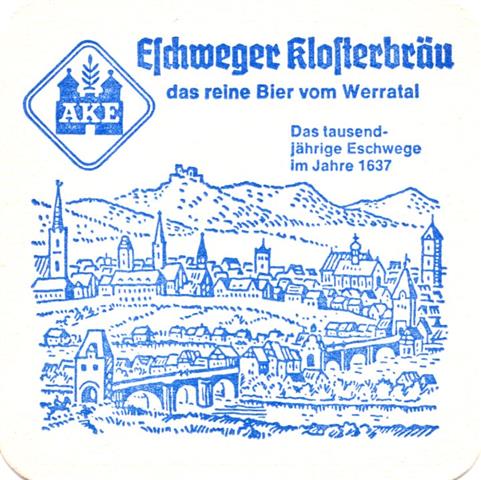 Eschweger Klosterbräu
AKE
das reine Bier vom Werratal
Das tausend-
jährige Eschwege
im Jahre 1637